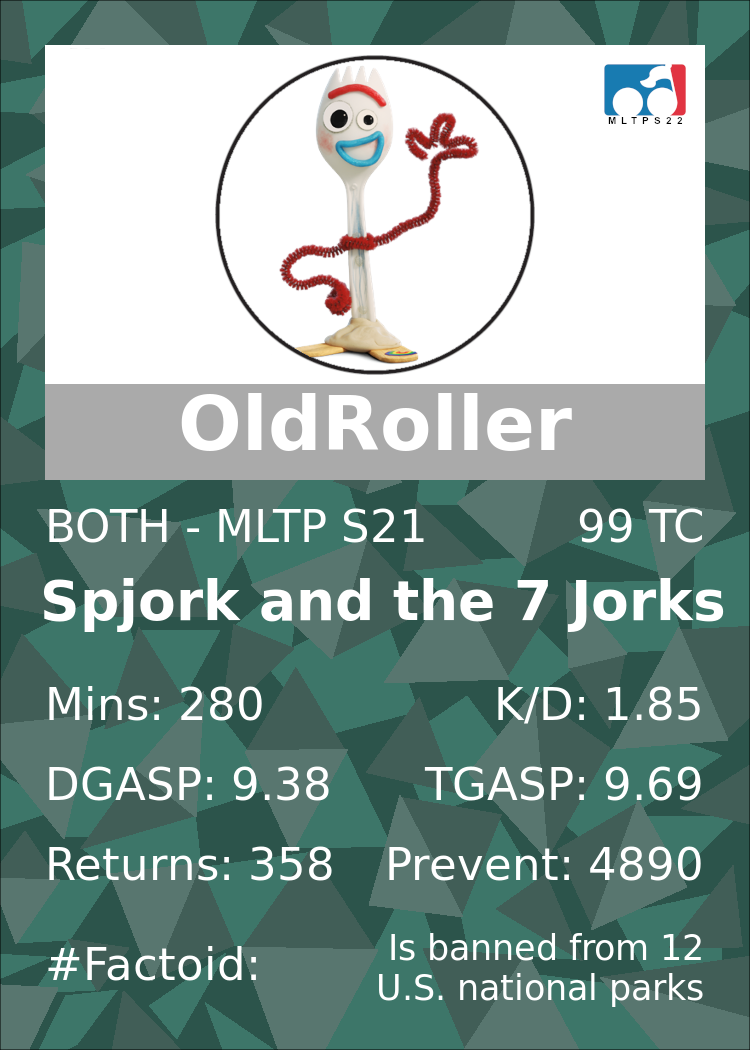 MLTPS22
OldRoller
BOTH - MLTP S21 99 TC
Spjork and the 7 Jorks
Mins: 280 K/D: 1.85
DGASP: 9.38 TGASP: 9.69
Returns: 358 Prevent: 4890
#Factoid: Is banned from 12
U.S. national parks